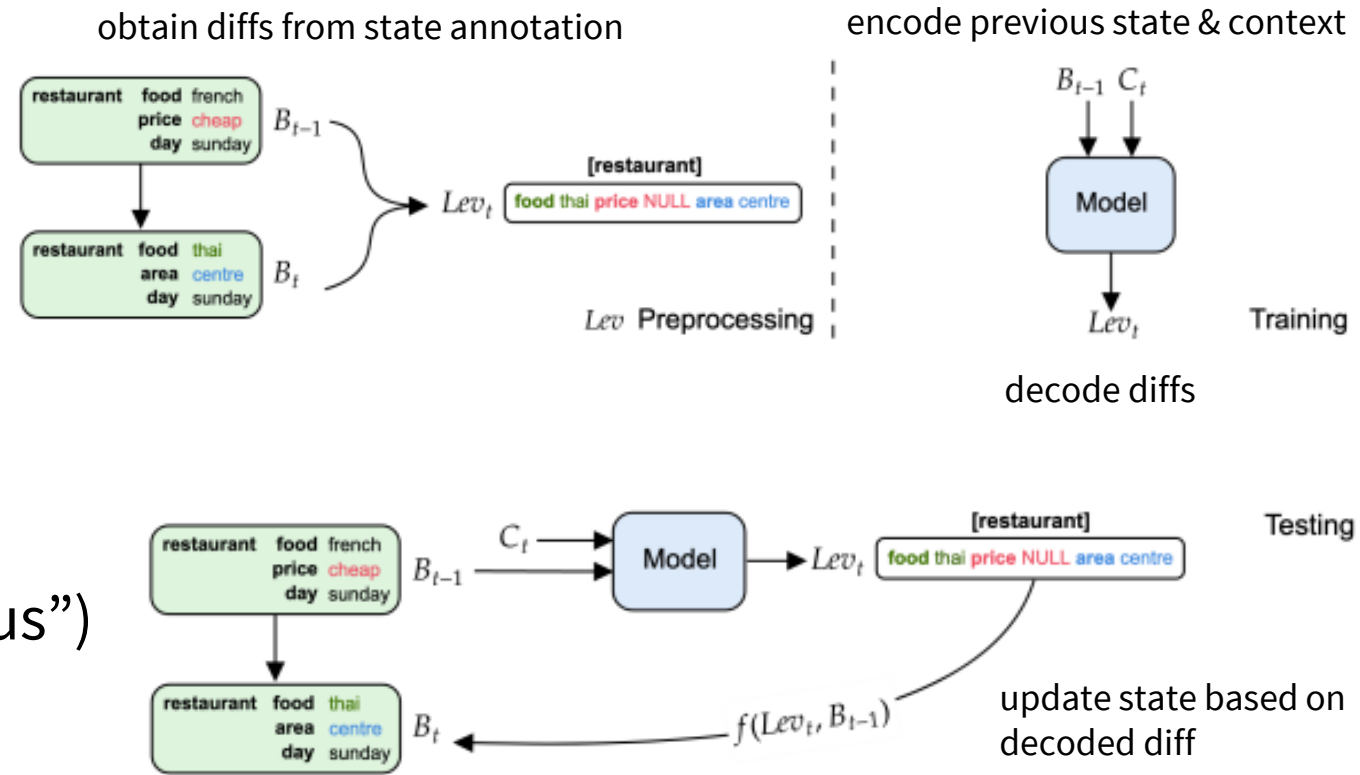 obtain diffs from state annotation
encode previous state & context
restaurant food french
price cheap
day sunday
B_{t−1}
restaurant food thai
area centre
day sunday
B_t
Lev_t
[restaurant]
food thai price NULL area centre
Lev Preprocessing
B_{t−1} C_t
Model
Lev_t
Training
decode diffs
us”)
restaurant food french
price cheap
day sunday
B_{t−1}
C_t
Model
Lev_t
[restaurant]
food thai price NULL area centre
Testing
restaurant food thai
area centre
day sunday
B_t
f(Lev_t, B_{t−1})
update state based on
decoded diff